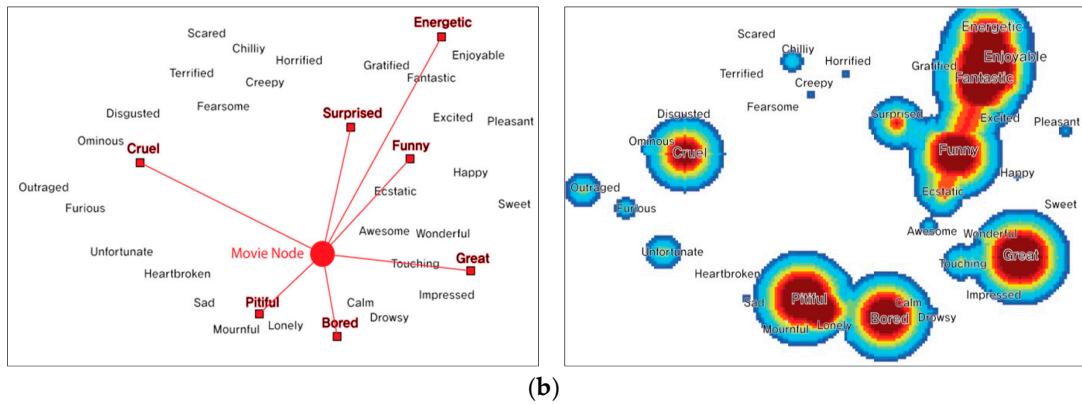 Energetic
Scared
Chilliy
Enjoyable
Horrified
Gratified
Terrified
Creepy
Fantastic
Fearsome
Disgusted
Surprised
Excited
Pleasant
Ominous
Cruel
Funny
Happy
Outraged
Ecstatic
Furious
Sweet
Awesome
Wonderful
Unfortunate
Movie Node
Touching
Great
Heartbroken
Impressed
Sad
Pitiful
Calm
Mournful
Lonely
Bored
Drowsy
Energetic
Scared
Chilliy
Enjoyable
Horrified
Gratified
Terrified
Creepy
Fantastic
Fearsome
Disgusted
Surprised
Excited
Pleasant
Ominous
Cruel
Funny
Happy
Outraged
Ecstatic
Furious
Sweet
Awesome
Wonderful
Unfortunate
Touching
Great
Heartbroken
Impressed
Sad
Pitiful
Calm
Mournful
Lonely
Bored
Drowsy
(b)